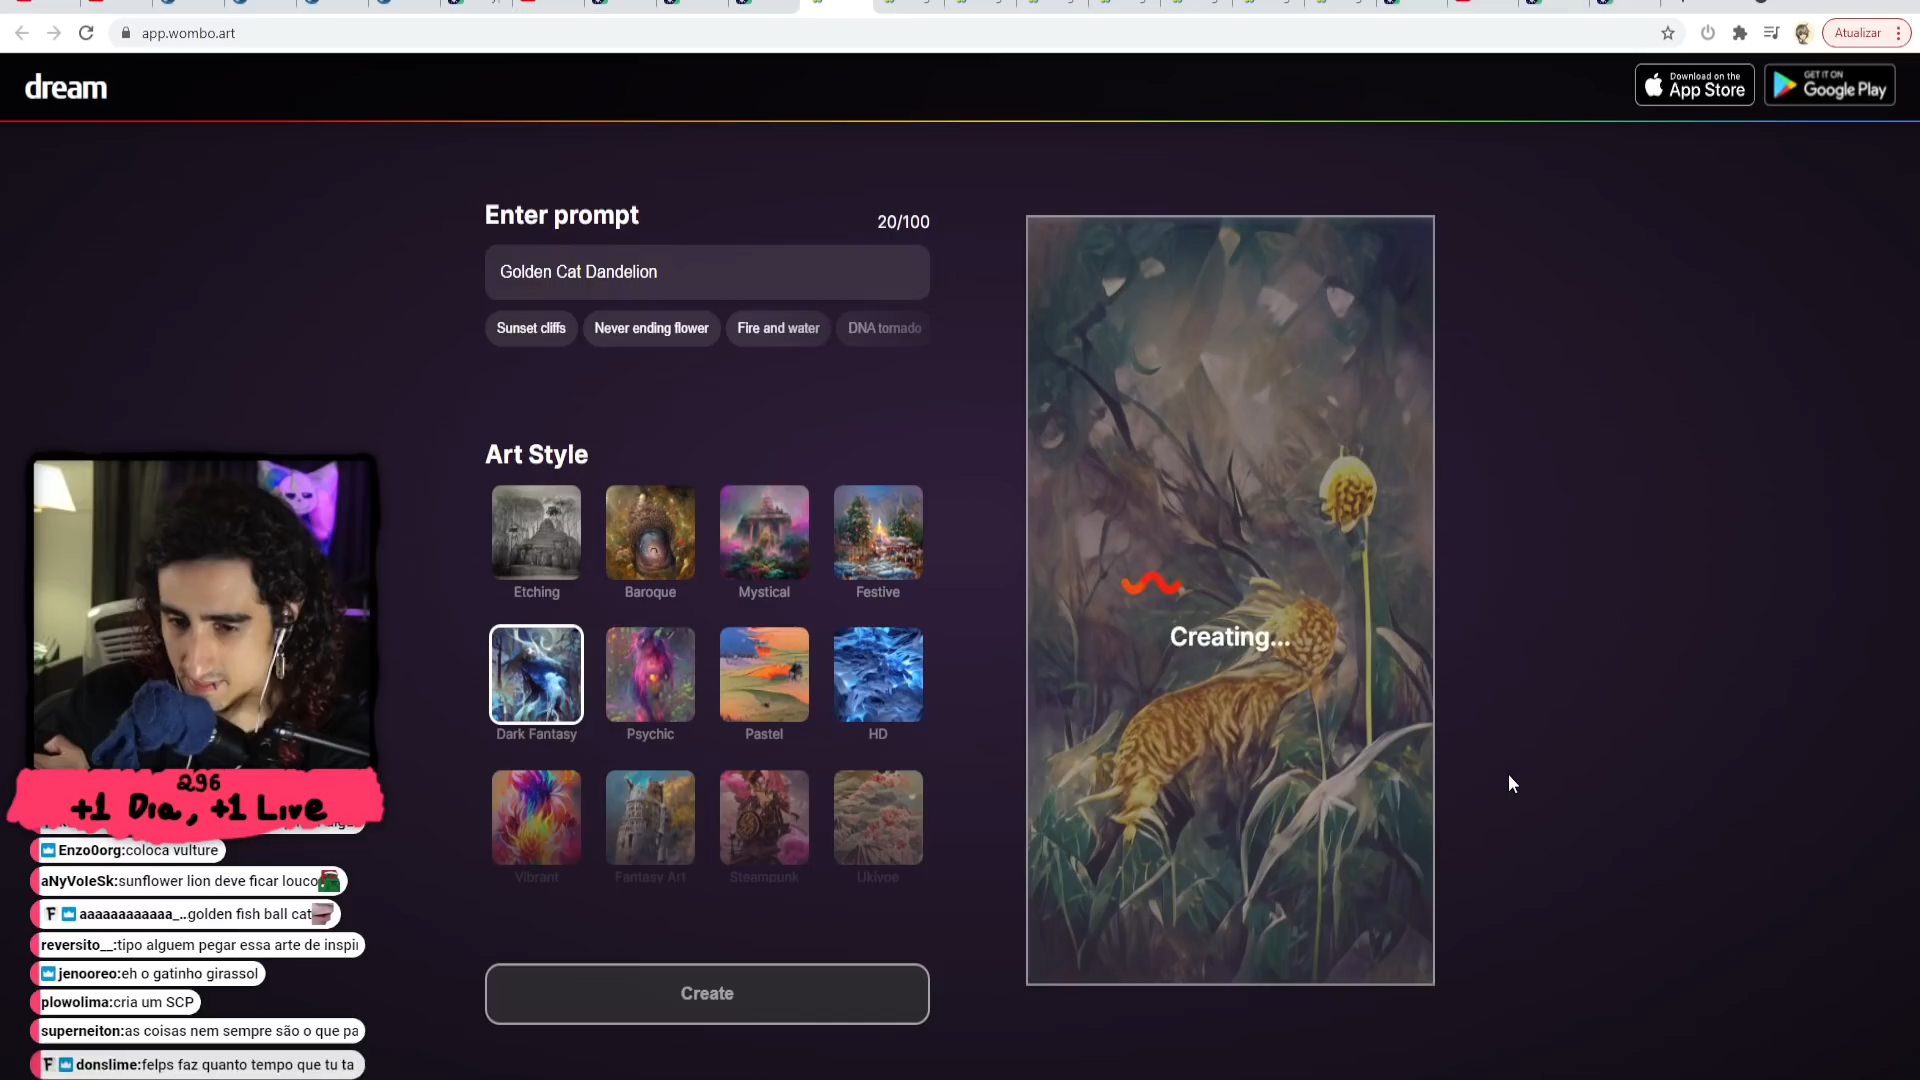 app.wombo.art
Atualizar
dream
Download on the
App Store
GET IT ON
Google Play
Enter prompt
20/100
Golden Cat Dandelion
Sunset cliffs
Never ending flower
Fire and water
DNA tornado
Art Style
Etching
Baroque
Mystical
Festive
Dark Fantasy
Psychic
Pastel
HD
Vibrant
Fantasy Art
Steampunk
Ukiyoe
Create
Creating...
296
+1 Dia, +1 Live
Enzo0org:coloca vulture
aNyVoIeSk:sunflower lion deve ficar louco
F aaaaaaaaaaaa_..golden fish ball cat
reversito__:tipo alguem pegar essa arte de inspi
jenooreo:eh o gatinho girassol
plowolima:cria um SCP
superneiton:as coisas nem sempre são o que pa
F donslime:felps faz quanto tempo que tu ta